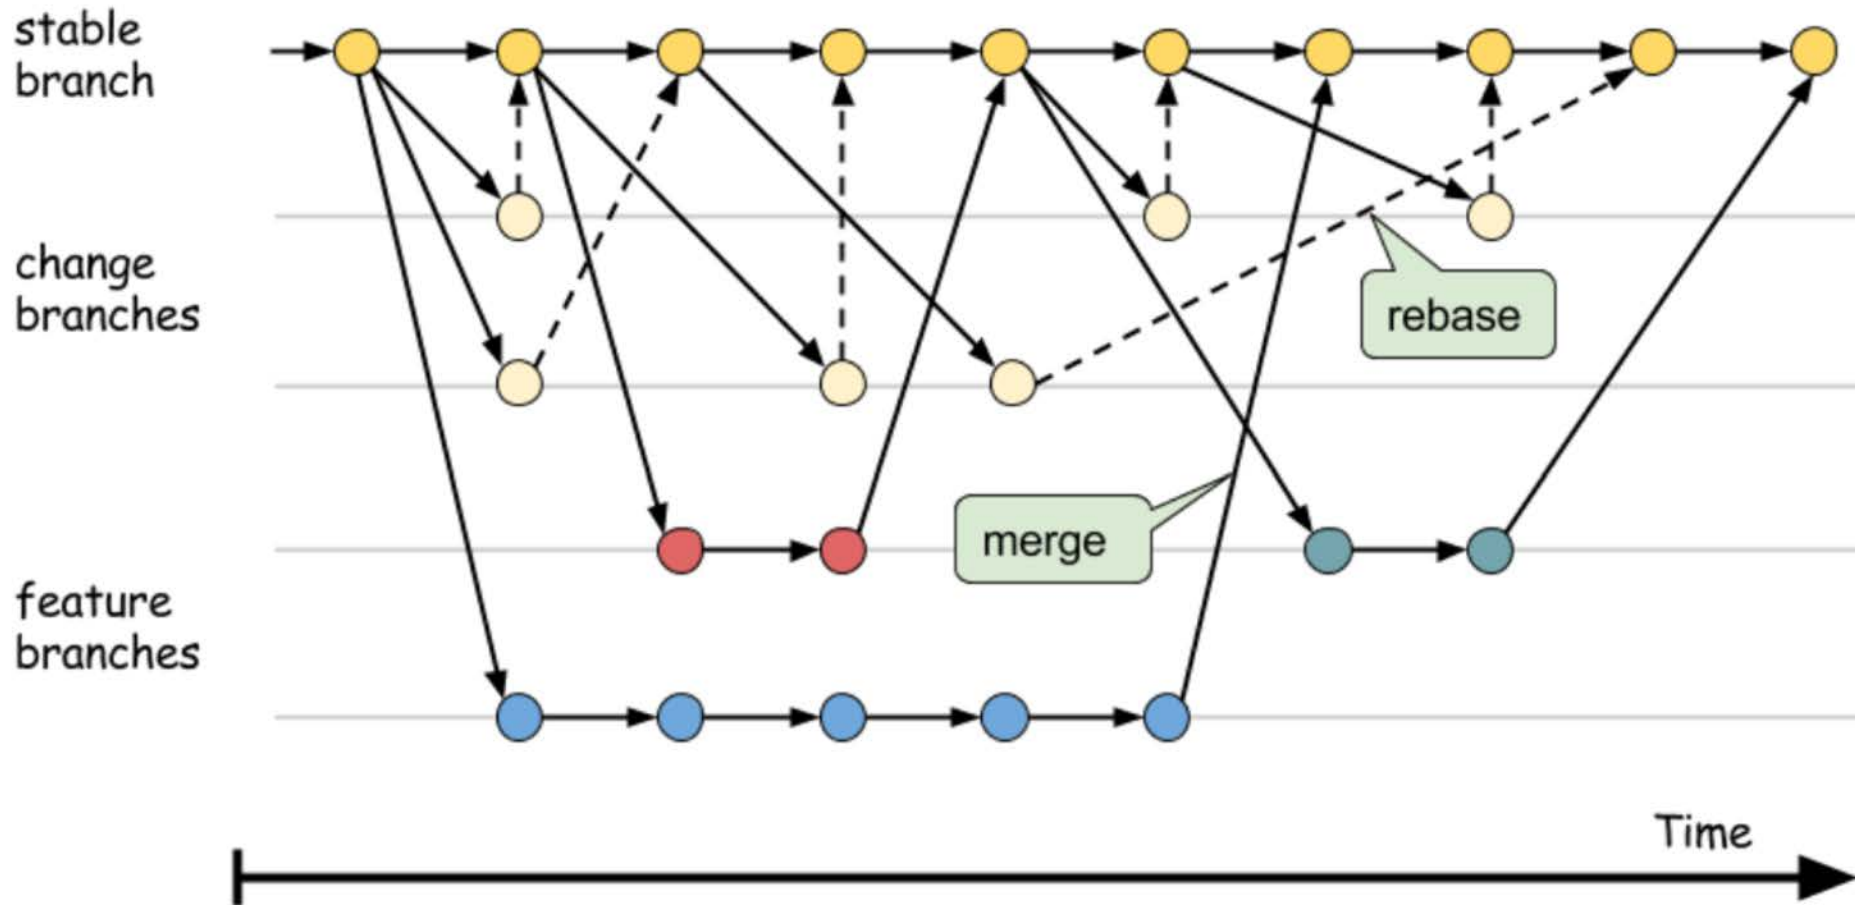 stable
branch
change
branches
rebase
merge
feature
branches
Time